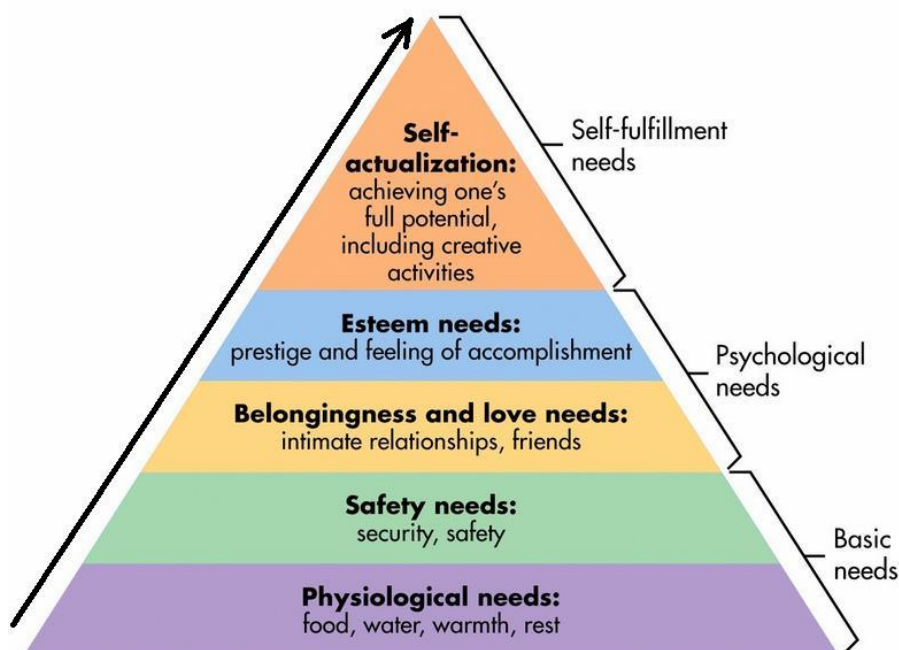 Self-
actualization:
achieving one's
full potential,
including creative
activities
Self-fulfillment
needs
Esteem needs:
prestige and feeling of accomplishment
Psychological
needs
Belongingness and love needs:
intimate relationships, friends
Safety needs:
security, safety
Basic
needs
Physiological needs:
food, water, warmth, rest